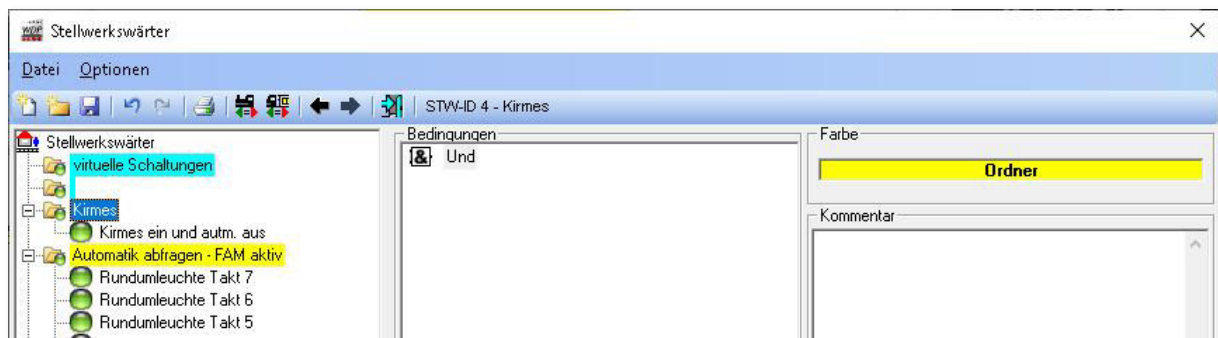 Stellwerkswärter
Datei Optionen
STW-ID 4 - Kirmes
Stellwerkswärter
virtuelle Schaltungen
Kirmes
Kirmes ein und autm. aus
Automatik abfragen - FAM aktiv
Rundumleuchte Takt 7
Rundumleuchte Takt 6
Rundumleuchte Takt 5
Bedingungen
& Und
Farbe
Ordner
Kommentar